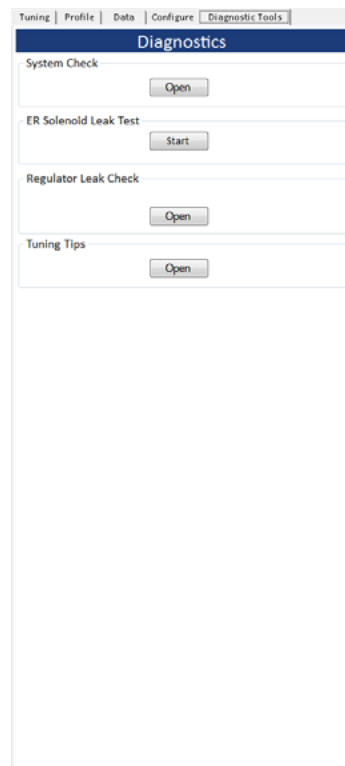 Tuning Profile Data Configure Diagnostic Tools
Diagnostics
System Check
Open
ER Solenoid Leak Test
Start
Regulator Leak Check
Open
Tuning Tips
Open